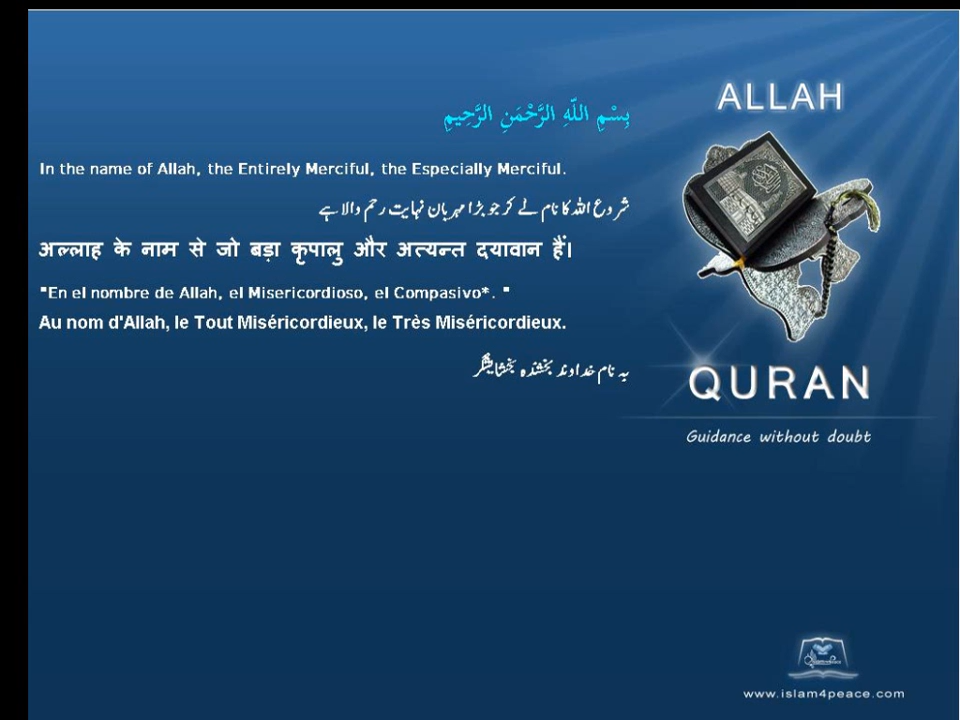 بِسْمِ اللَّهِ الرَّحْمَنِ الرَّحِيمِ
In the name of Allah, the Entirely Merciful, the Especially Merciful.
شروع الله کا نام لے کر جو بڑا مہربان نہایت رحم والا ہے
अल्लाह के नाम से जो बड़ा कृपालु और अत्यन्त दयावान हैं।
"En el nombre de Allah, el Misericordioso, el Compasivo*. "
Au nom d'Allah, le Tout Miséricordieux, le Très Miséricordieux.
به نام خداوند بخشنده بخشایشگر
ALLAH
QURAN
Guidance without doubt
www.islam4peace.com